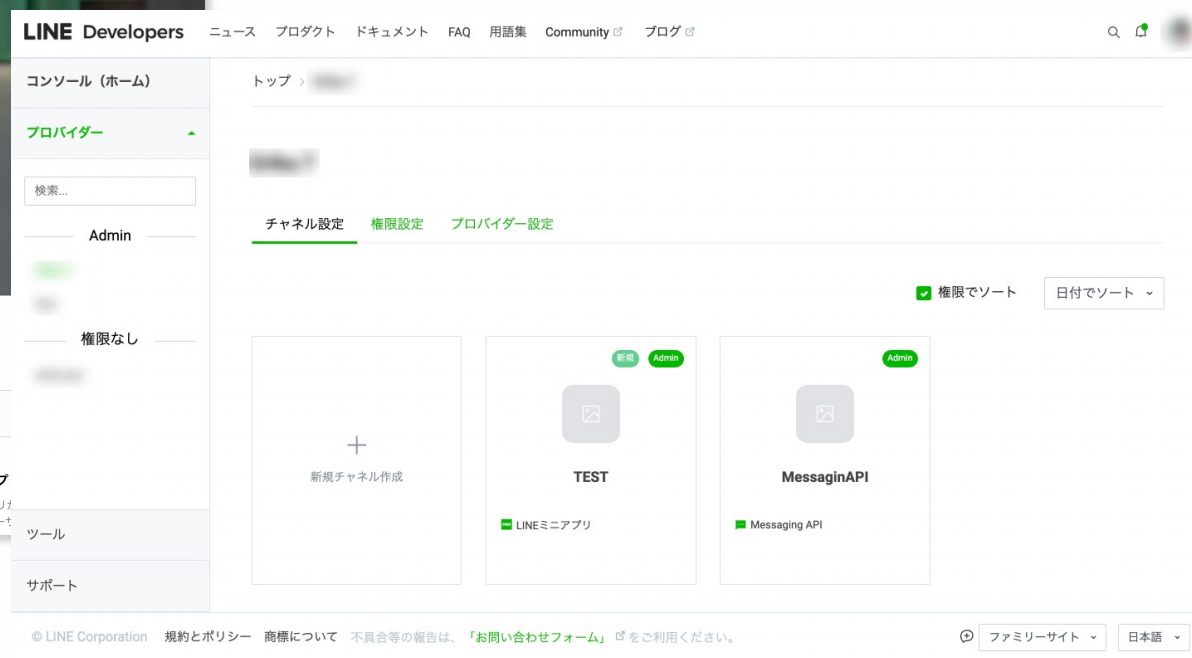 LINE Developers ニュース プロダクト ドキュメント FAQ 用語集 Community ブログ
コンソール（ホーム）
トップ
プロバイダー
検索...
Admin
権限なし
ツール
サポート
チャネル設定 権限設定 プロバイダー設定
権限でソート 日付でソート
新規チャネル作成
新規 Admin
TEST
LINEミニアプリ
Admin
MessaginAPI
Messaging API
© LINE Corporation 規約とポリシー 商標について 不具合等の報告は、「お問い合わせフォーム」をご利用ください。
ファミリーサイト 日本語